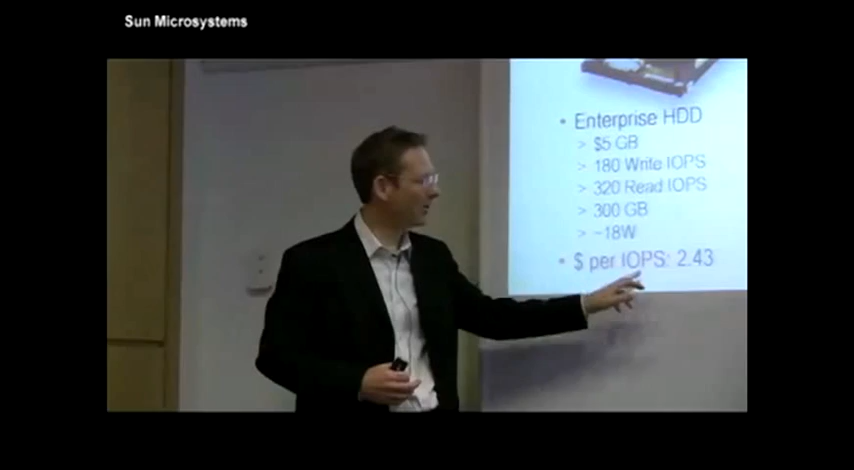 Sun Microsystems
• Enterprise HDD
> $5 GB
> 180 Write IOPS
> 320 Read IOPS
> 300 GB
> ~18W
• $ per IOPS: 2.43